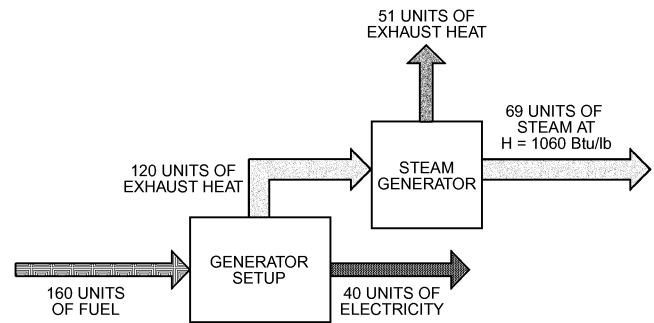 51 UNITS OF
EXHAUST HEAT
69 UNITS OF
STEAM AT
H = 1060 Btu/lb
120 UNITS OF
EXHAUST HEAT
STEAM
GENERATOR
GENERATOR
SETUP
160 UNITS
OF FUEL
40 UNITS OF
ELECTRICITY